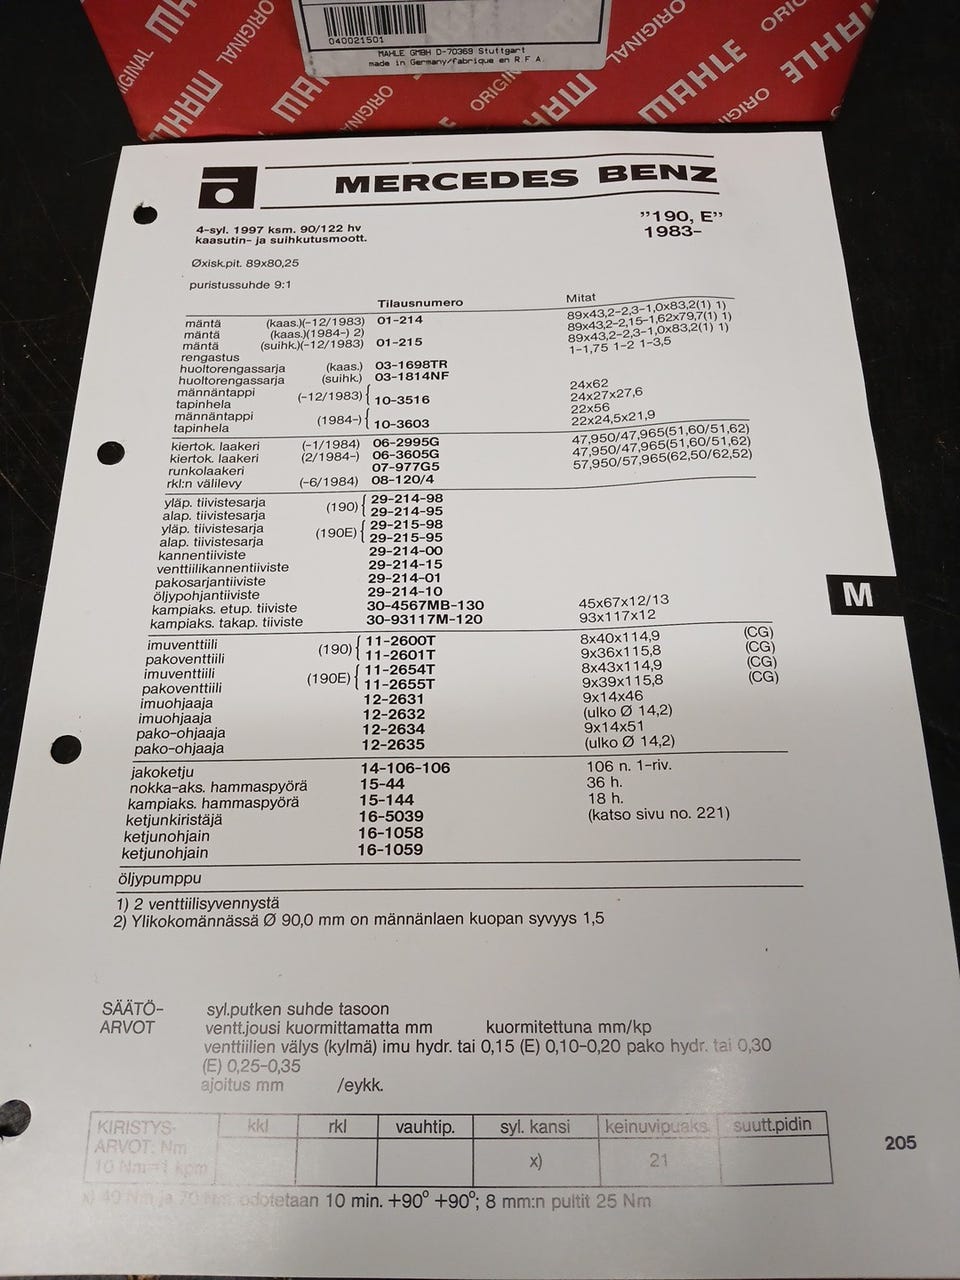 040021501
MAHLE GMBH D-70369 Stuttgart
made in Germany/fabrique en R F A.
ORIGINAL
MAHLE
ORIGINAL
MAHLE
ORIGINAL
MAHLE
ORIGINAL
MAHLE
MERCEDES BENZ
4-syl. 1997 ksm. 90/122 hv
kaasutin- ja suihkutusmoott.
"190, E"
1983-
Øxisk.pit. 89x80,25
puristussuhde 9:1
Tilausnumero Mitat
mäntä (kaas.)(-12/1983) 01-214 89x43,2-2,3-1,0x83,2(1) 1)
mäntä (kaas.)(1984-) 2) 89x43,2-2,15-1,62x79,7(1) 1)
mäntä (suihk.)(-12/1983) 01-215 89x43,2-2,3-1,0x83,2(1) 1)
rengastus 1-1,75 1-2 1-3,5
huoltorengassarja (kaas.) 03-1698TR
huoltorengassarja (suihk.) 03-1814NF
männäntappi (-12/1983) 10-3516 24x62
tapinhela 24x27x27,6
männäntappi (1984-) 10-3603 22x56
tapinhela 22x24,5x21,9
kiertok. laakeri (-1/1984) 06-2995G 47,950/47,965(51,60/51,62)
kiertok. laakeri (2/1984-) 06-3605G 47,950/47,965(51,60/51,62)
runkolaakeri 07-977G5 57,950/57,965(62,50/62,52)
rkl:n välilevy (-6/1984) 08-120/4
yläp. tiivistesarja (190) 29-214-98
alap. tiivistesarja 29-214-95
yläp. tiivistesarja (190E) 29-215-98
alap. tiivistesarja 29-215-95
kannentiiviste 29-214-00
venttiilikannentiiviste 29-214-15
pakosarjantiiviste 29-214-01
öljypohjantiiviste 29-214-10
kampiaks. etup. tiiviste 30-4567MB-130 45x67x12/13
kampiaks. takap. tiiviste 30-93117M-120 93x117x12
M
imuventtiili (190) 11-2600T 8x40x114,9 (CG)
pakoventtiili 11-2601T 9x36x115,8 (CG)
imuventtiili (190E) 11-2654T 8x43x114,9 (CG)
pakoventtiili 11-2655T 9x39x115,8 (CG)
imuohjaaja 12-2631 9x14x46
imuohjaaja 12-2632 (ulko Ø 14,2)
pako-ohjaaja 12-2634 9x14x51
pako-ohjaaja 12-2635 (ulko Ø 14,2)
jakoketju 14-106-106 106 n. 1-riv.
nokka-aks. hammaspyörä 15-44 36 h.
kampiaks. hammaspyörä 15-144 18 h.
ketjunkiristäjä 16-5039 (katso sivu no. 221)
ketjunohjain 16-1058
ketjunohjain 16-1059
öljypumppu
1) 2 venttiilisyvennystä
2) Ylikokomännässä Ø 90,0 mm on männänlaen kuopan syvyys 1,5
SÄÄTÖ- syl.putken suhde tasoon
ARVOT ventt.jousi kuormittamatta mm kuormitettuna mm/kp
venttiilien välys (kylmä) imu hydr. tai 0,15 (E) 0,10-0,20 pako hydr. tai 0,30
(E) 0,25-0,35
ajoitus mm /eykk.
KIRISTYS- kkl rkl vauhtip. syl. kansi keinuvipuaks. suutt.pidin
ARVOT. Nm
10 Nm=1 kpm x) 21
205
x) 40 Nm ja 70 Nm. odotetaan 10 min. +90° +90°; 8 mm:n pultit 25 Nm